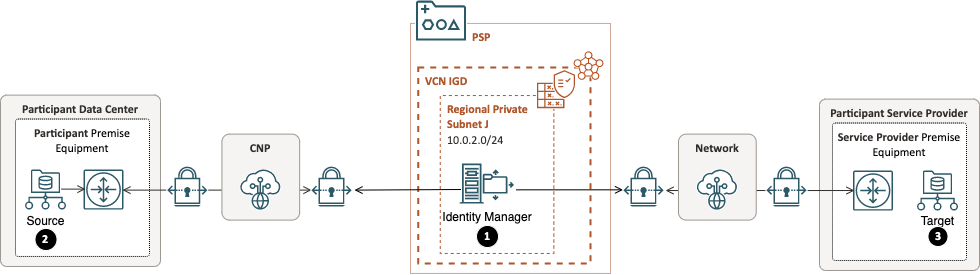 PSP
VCN IGD
Regional Private
Subnet J
10.0.2.0/24
Identity Manager
1
Participant Data Center
Participant Premise
Equipment
Source
2
CNP
Network
Participant Service Provider
Service Provider Premise
Equipment
Target
3